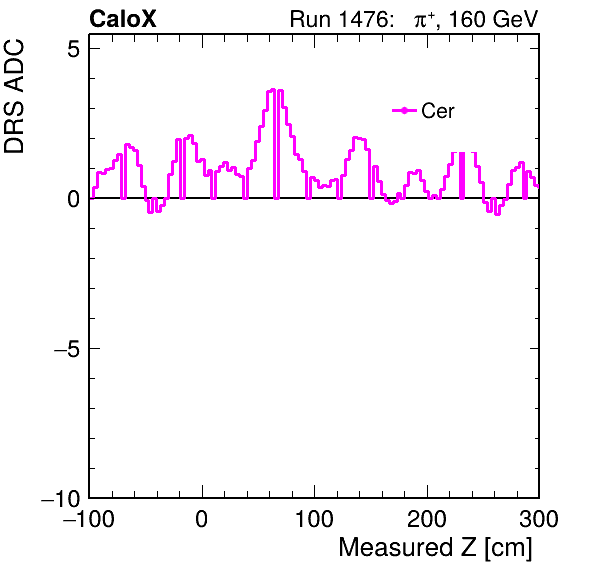 CaloX Run 1476: π⁺, 160 GeV
DRS ADC
5
0
−5
−10
Cer
−100 0 100 200 300
Measured Z [cm]